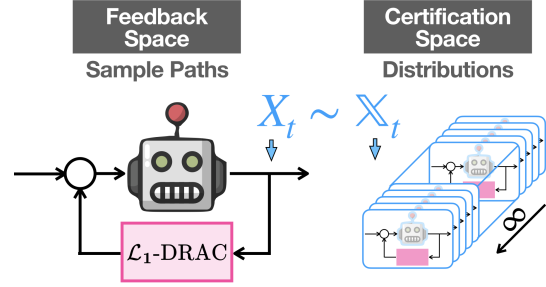 Feedback
Space
Certification
Space
Sample Paths
Distributions
X_t ~ 𝕏_t
ℒ₁-DRAC
∞